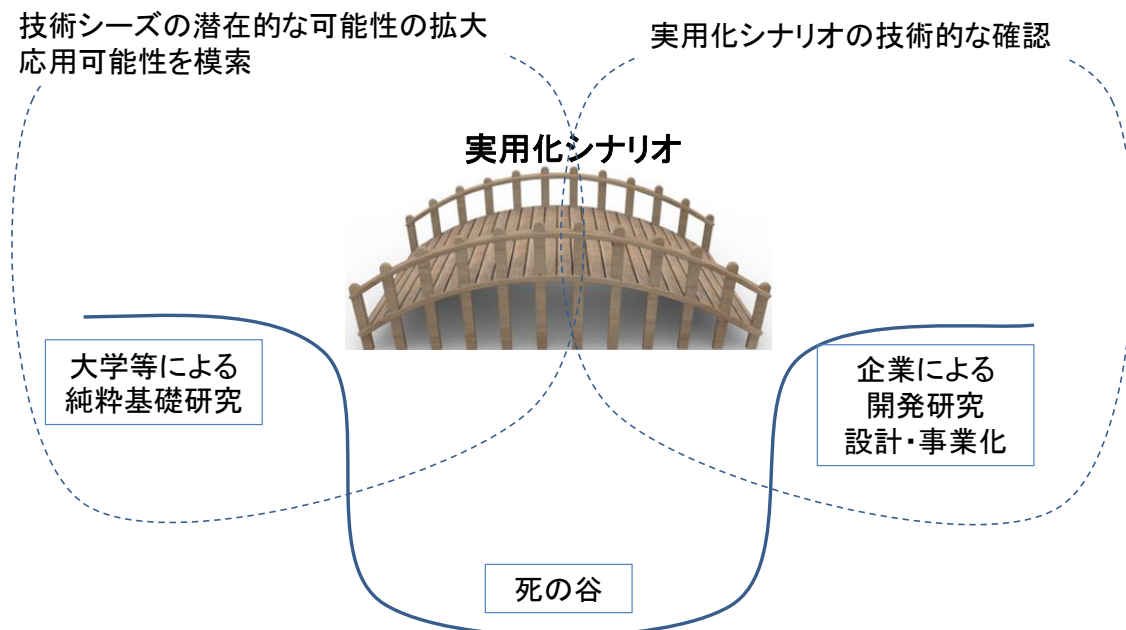 技術シーズの潜在的な可能性の拡大
応用可能性を模索
実用化シナリオの技術的な確認
実用化シナリオ
大学等による
純粋基礎研究
企業による
開発研究
設計・事業化
死の谷